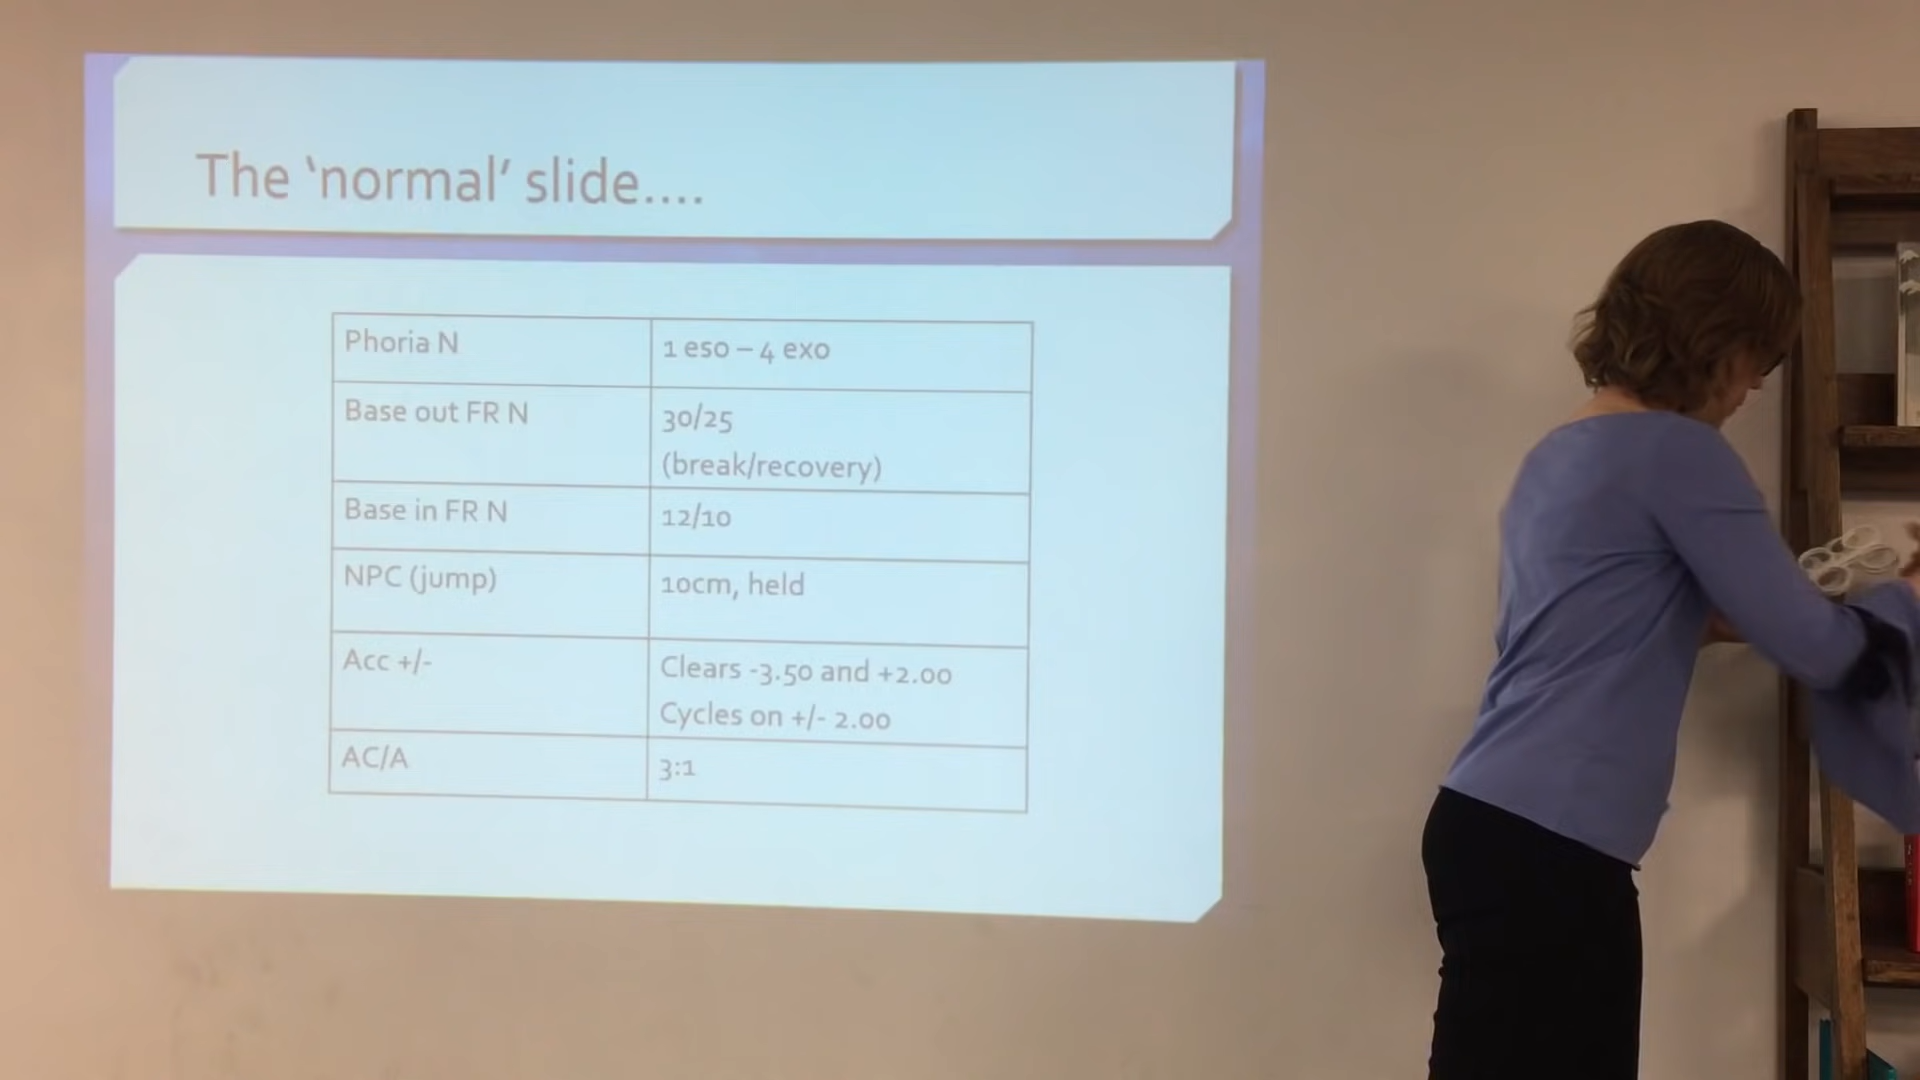 The ‘normal’ slide....
Phoria N
1 eso – 4 exo
Base out FR N
30/25
(break/recovery)
Base in FR N
12/10
NPC (jump)
10cm, held
Acc +/-
Clears -3.50 and +2.00
Cycles on +/- 2.00
AC/A
3:1